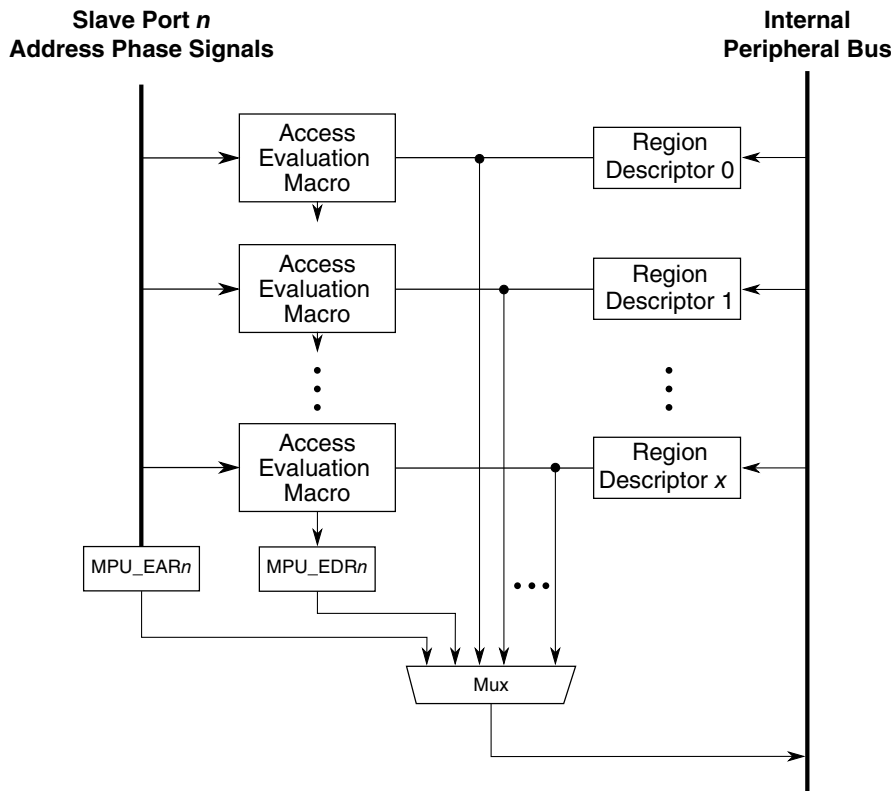 Slave Port n
Address Phase Signals
Internal
Peripheral Bus
Access
Evaluation
Macro
Region
Descriptor 0
Access
Evaluation
Macro
Region
Descriptor 1
Access
Evaluation
Macro
Region
Descriptor x
MPU_EARn
MPU_EDRn
Mux